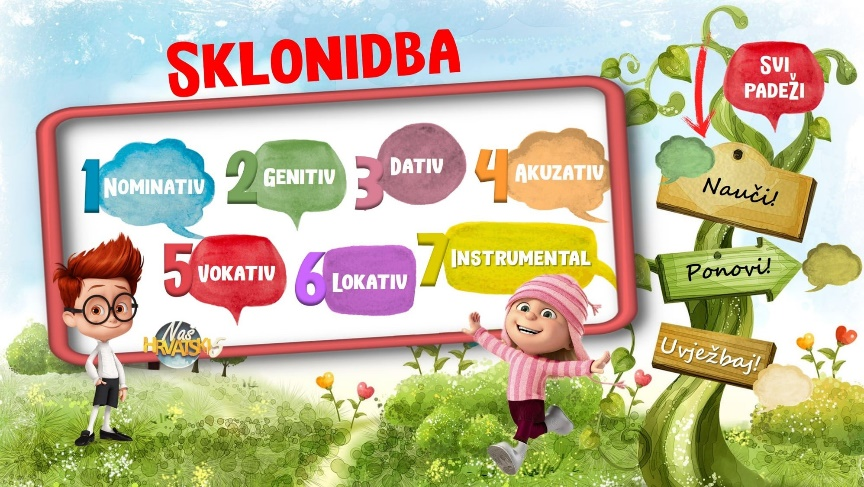 SKLONIDBA
SVI
PADEŽI
1 NOMINATIV
2 GENITIV
3 DATIV
4 AKUZATIV
5 VOKATIV
6 LOKATIV
7 INSTRUMENTAL
Nauči!
Ponovi!
Uvježbaj!
Naš
HRVATSKI 6